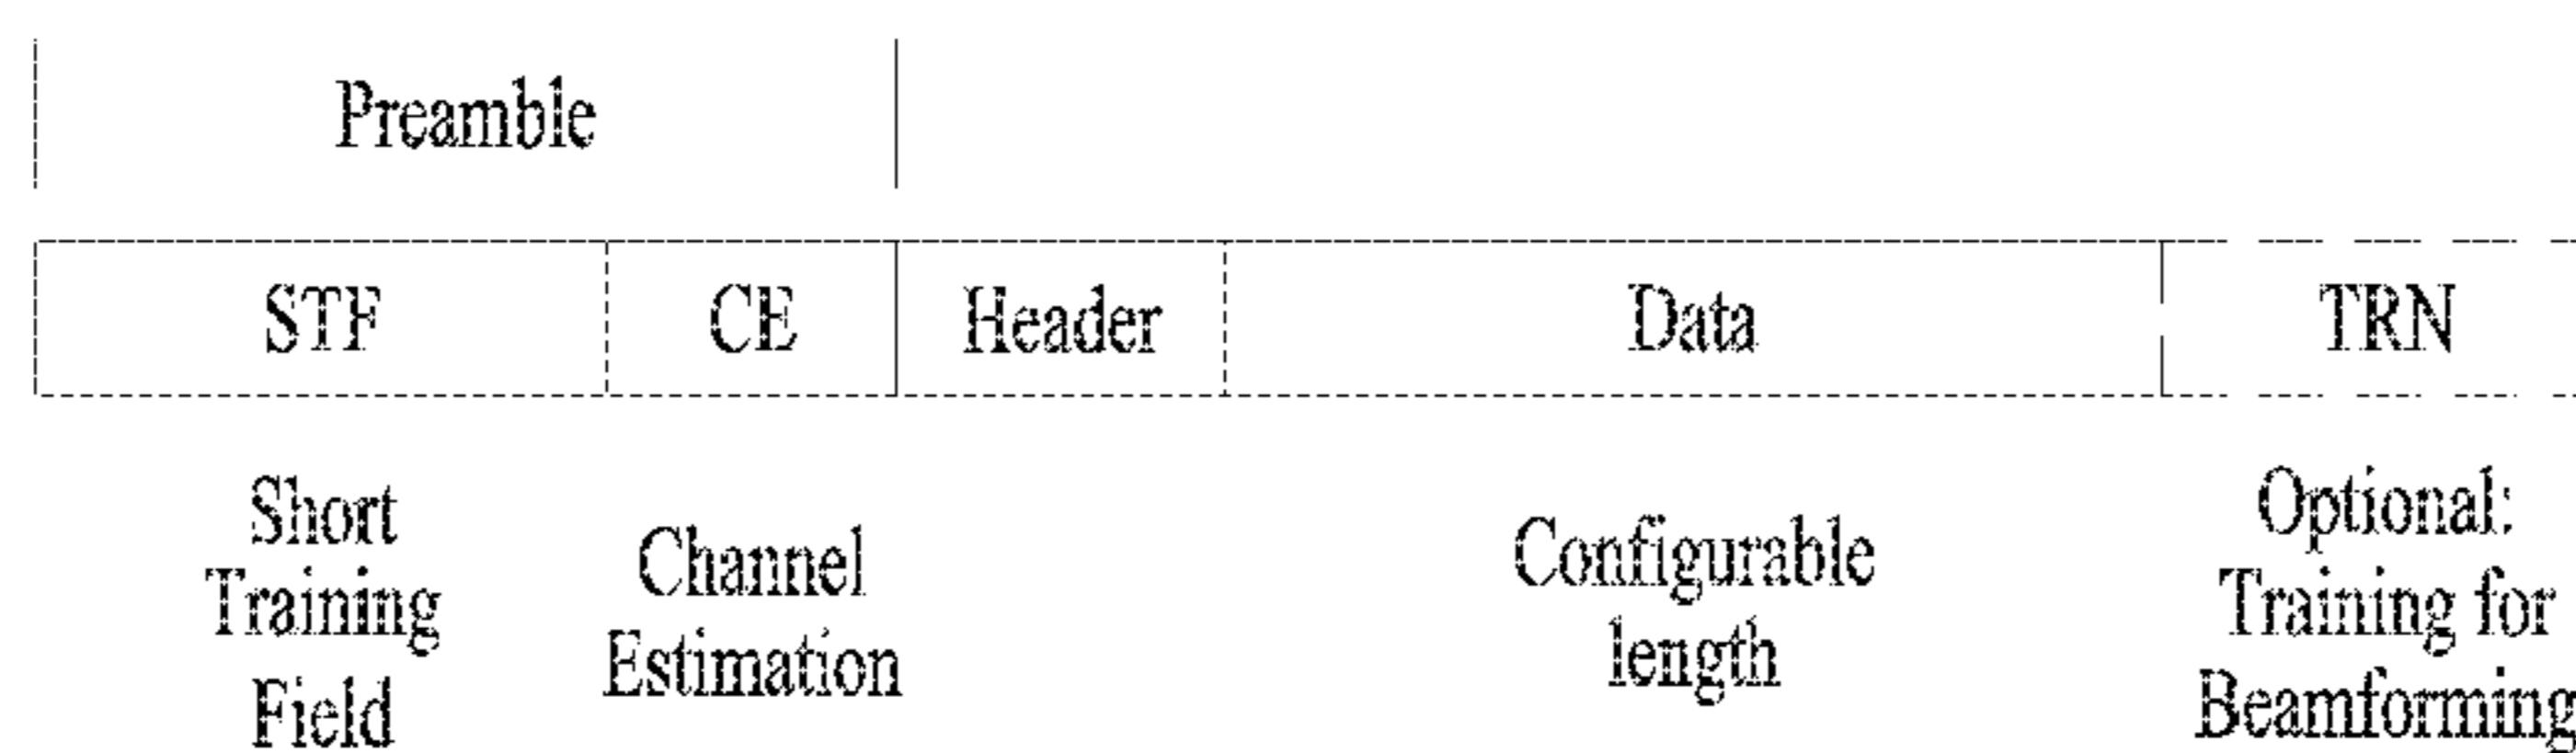 Preamble
STF CE Header Data TRN
Short
Training
Field
Channel
Estimation
Configurable
length
Optional:
Training for
Beamforming